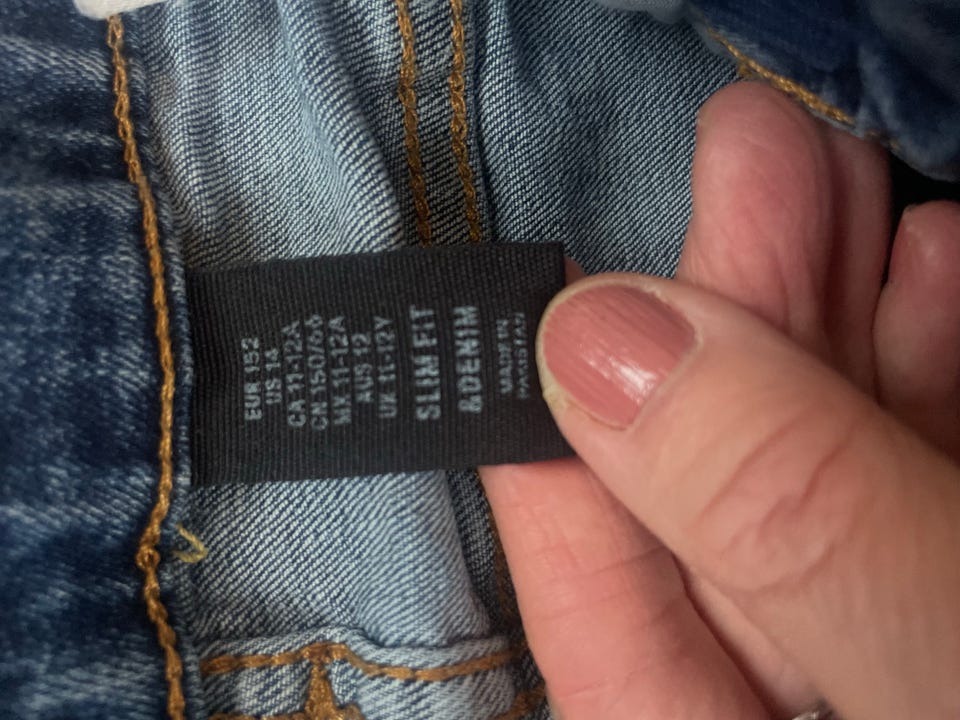 EUR 152
US 14
CA 11-12A
CN 150/66
MX 11-12A
AUS 12
UK 11-12Y
SLIM FIT
&DENIM
MADE IN
PAKISTAN